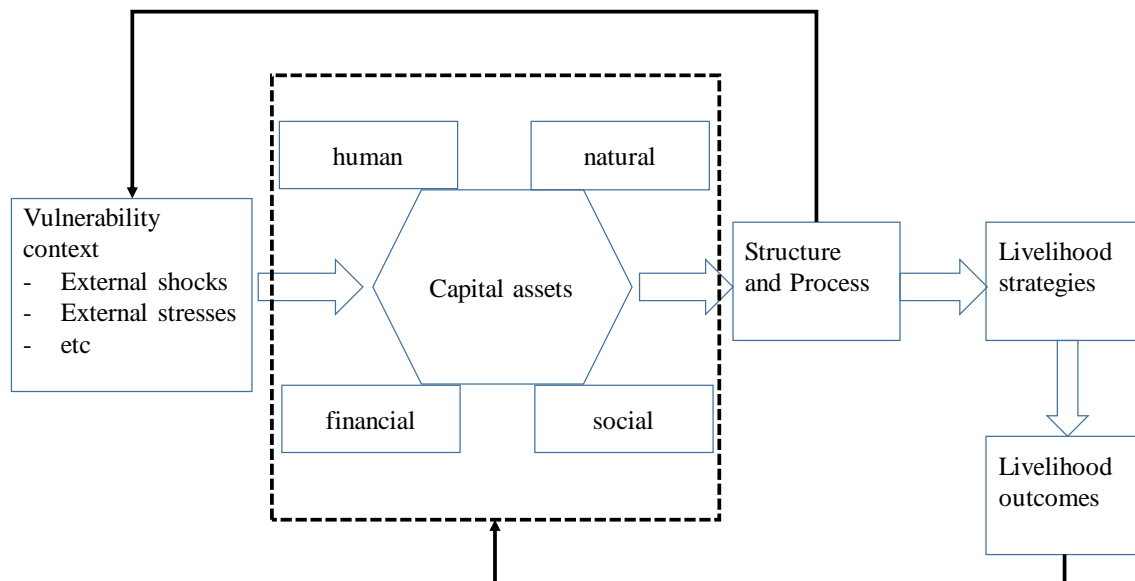 human
natural
Vulnerability
context
- External shocks
- External stresses
- etc
Capital assets
Structure
and Process
Livelihood
strategies
financial
social
Livelihood
outcomes